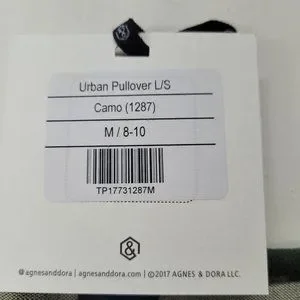 Urban Pullover L/S
Camo (1287)
M / 8-10
TP17731287M
&
@agnesanddora | agnesanddora.com | ©2017 AGNES & DORA LLC.